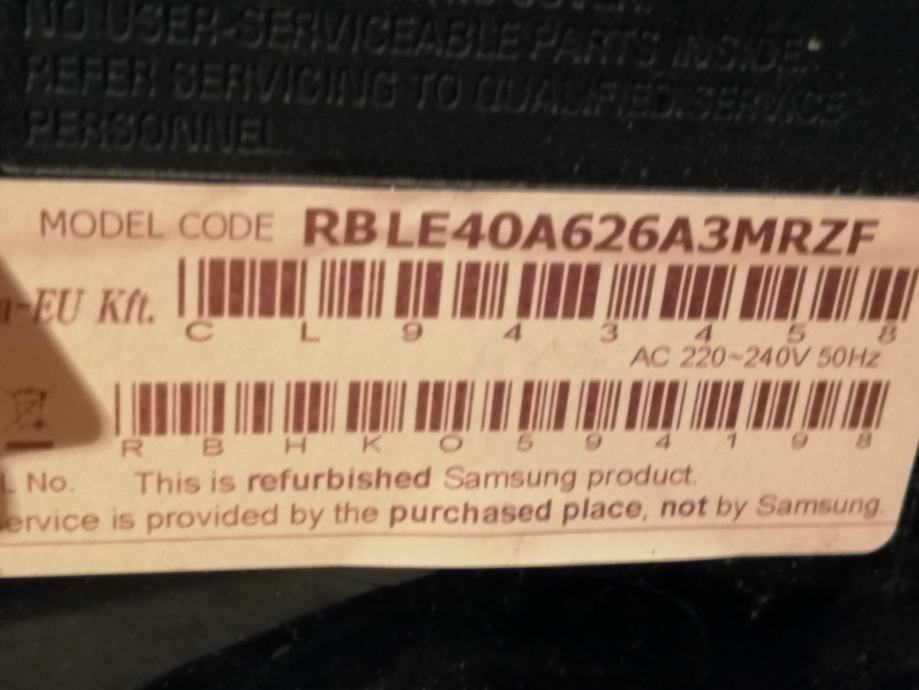 COVER.
NO USER-SERVICEABLE PARTS INSIDE.
REFER SERVICING TO QUALIFIED SERVICE
PERSONNEL.
MODEL CODE RBLE40A626A3MRZF
-EU Kft.
C L 9 4 3 4 5 8
AC 220~240V 50Hz
R B H K O 5 9 4 1 9 8
No. This is refurbished Samsung product.
ervice is provided by the purchased place, not by Samsung.